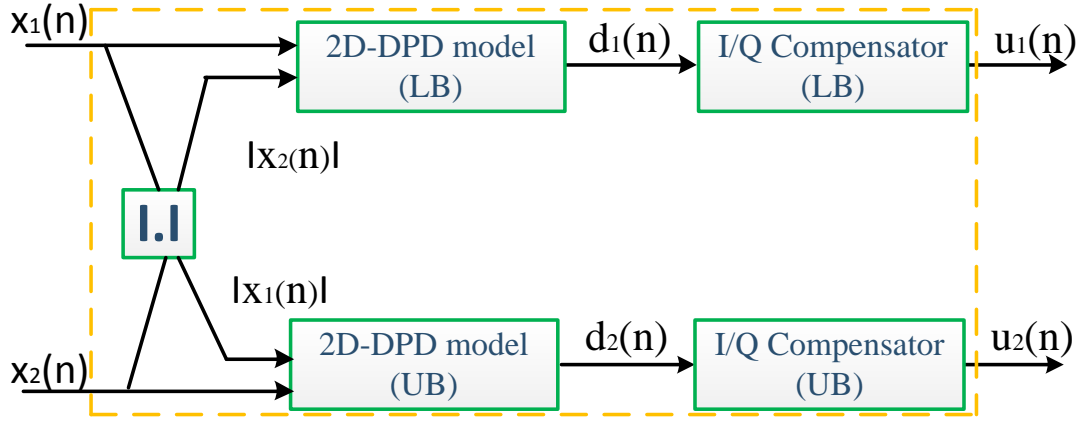 x₁(n)
2D-DPD model
(LB)
d₁(n)
I/Q Compensator
(LB)
u₁(n)
|x₂(n)|
|.|
|x₁(n)|
x₂(n)
2D-DPD model
(UB)
d₂(n)
I/Q Compensator
(UB)
u₂(n)